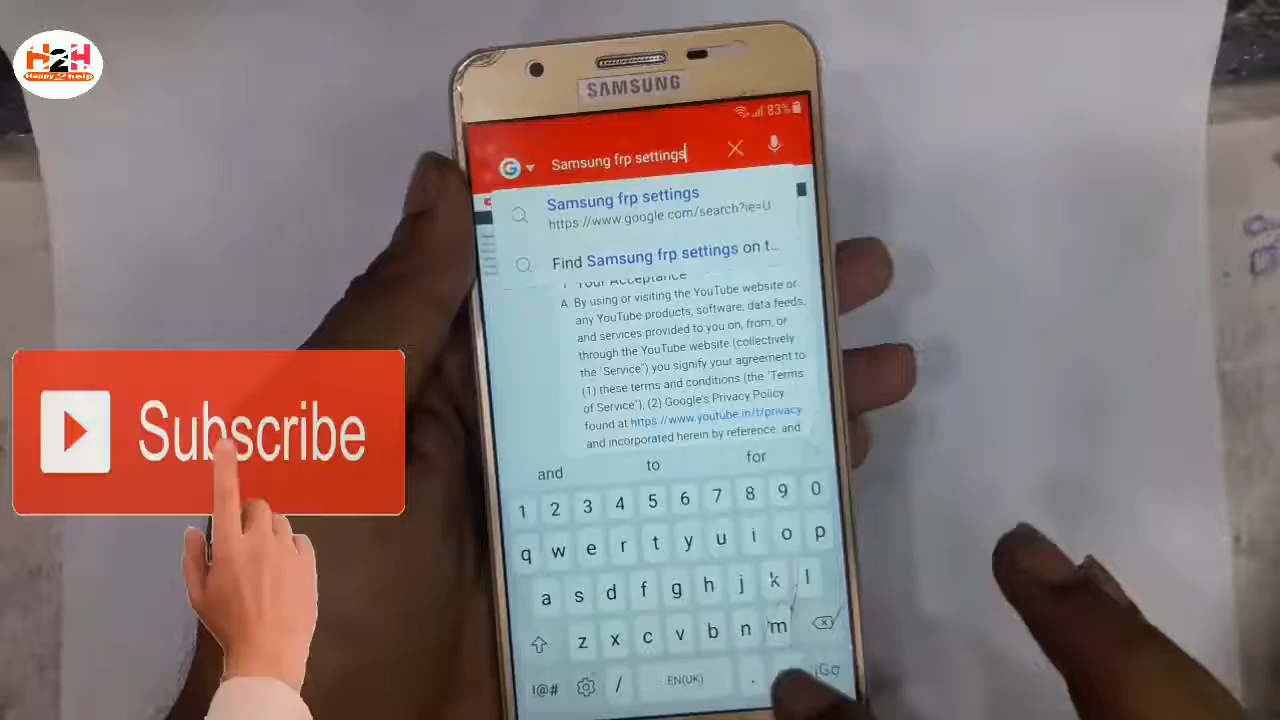 H2H
Happy2help
SAMSUNG
83%
Samsung frp settings
Samsung frp settings
https://www.google.com/search?ie=U
Find Samsung frp settings on t...
Your Acceptance
A. By using or visiting the YouTube website or
any YouTube products, software, data feeds,
and services provided to you on, from, or
through the YouTube website (collectively
the "Service") you signify your agreement to
(1) these terms and conditions (the "Terms
of Service"), (2) Google's Privacy Policy
found at https://www.youtube.in/t/privacy
and incorporated herein by reference, and
Subscribe
and to for
1 2 3 4 5 6 7 8 9 0
q w e r t y u i o p
a s d f g h j k l
z x c v b n m
!@# / EN(UK) . Go